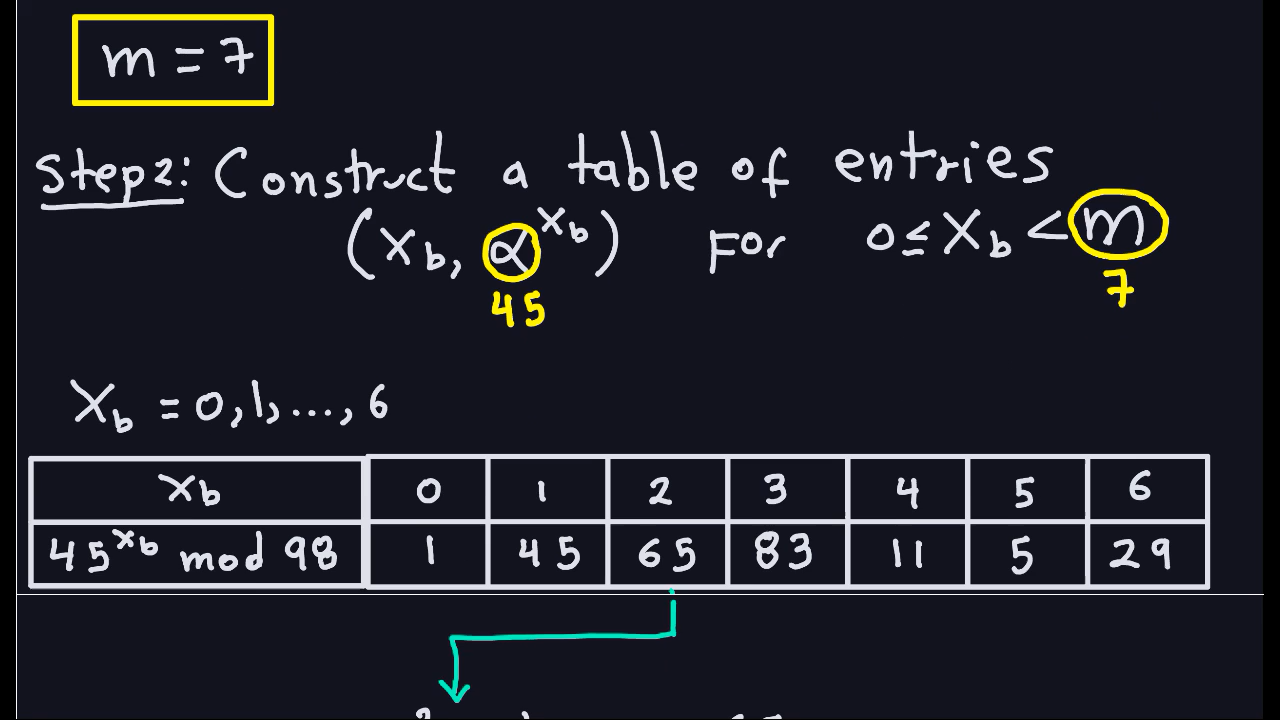 m = 7
Step2: Construct a table of entries
(Xb, α^Xb) For 0 ≤ Xb < m
45 7
Xb = 0, 1, ..., 6
Xb 0 1 2 3 4 5 6
45^Xb mod 98 1 45 65 83 11 5 29